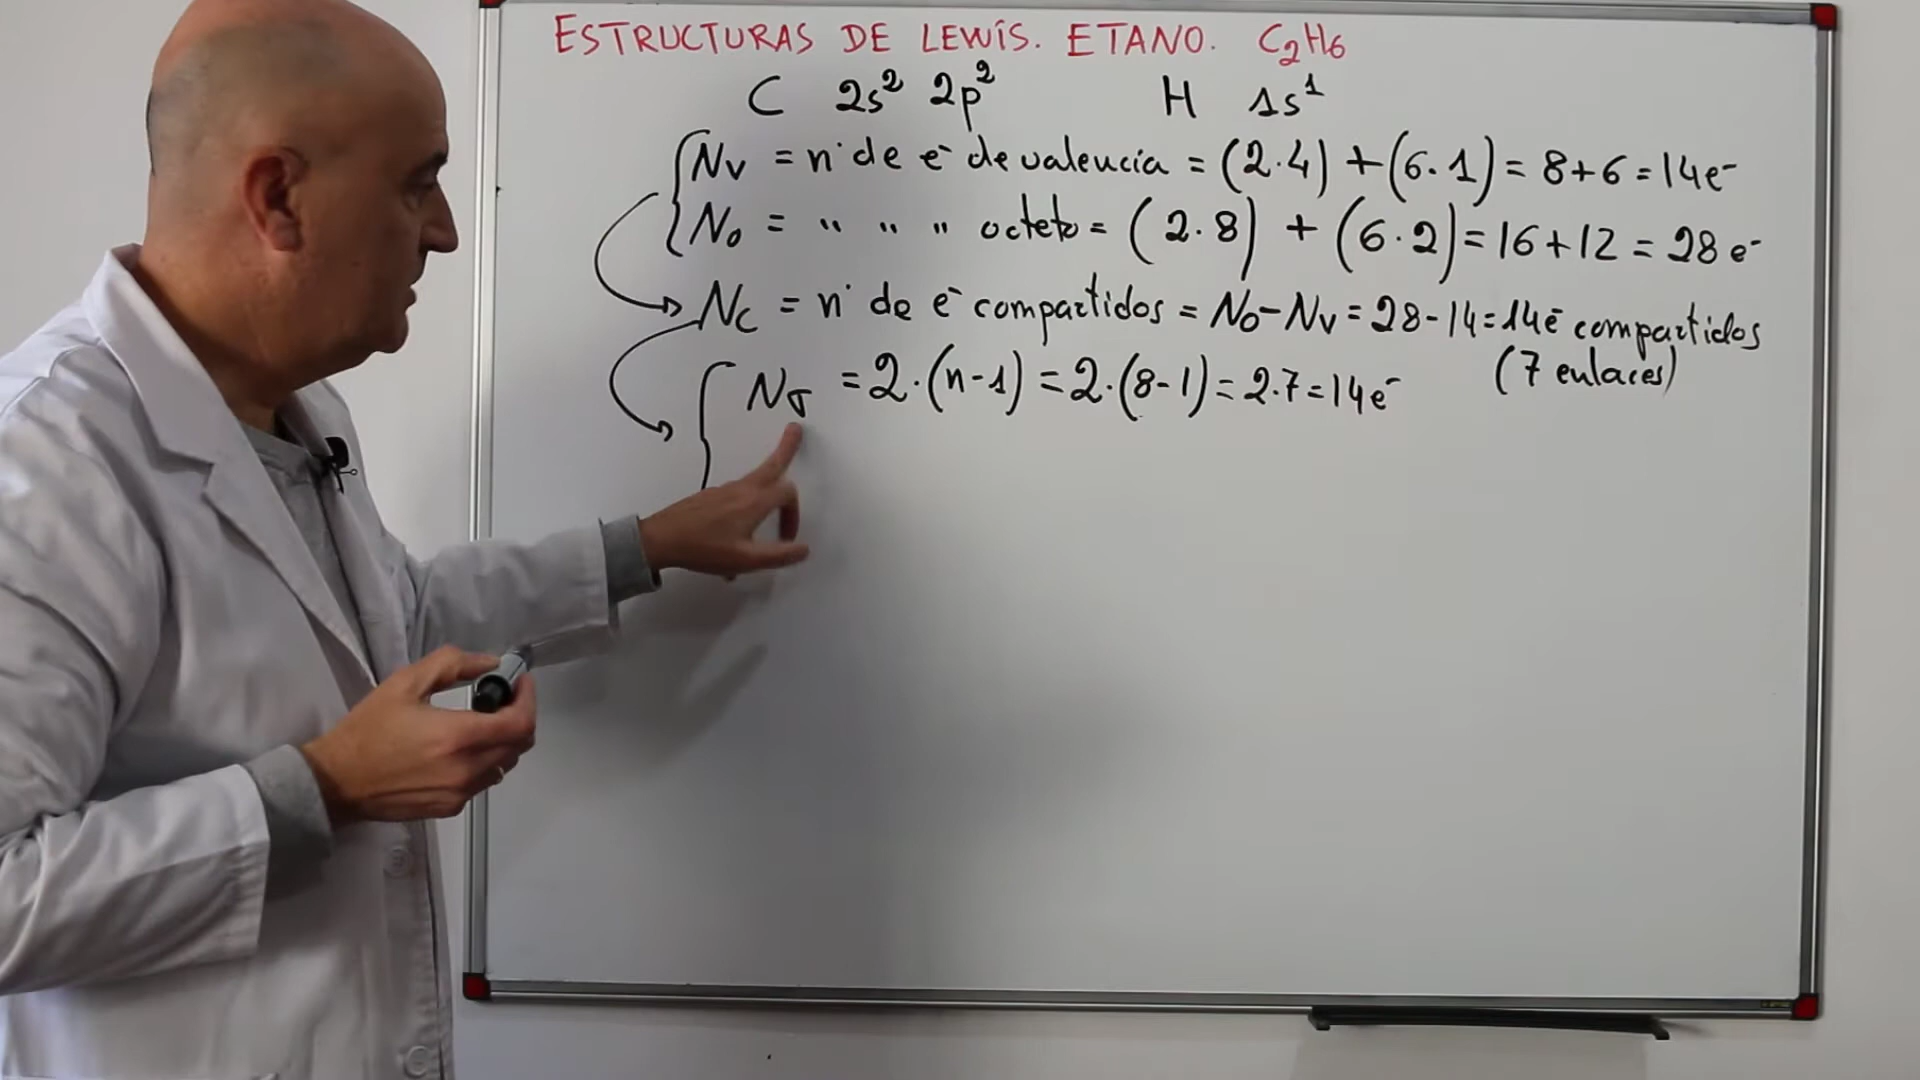 ESTRUCTURAS DE LEWIS. ETANO. C₂H₆
C 2s² 2p² H 1s¹
Nv = nº de e⁻ de valencia = (2·4) + (6·1) = 8+6 = 14e⁻
No = " " " octeto = (2·8) + (6·2) = 16+12 = 28 e⁻
Nc = nº de e⁻ compartidos = No-Nv = 28-14 = 14e⁻ compartidos
(7 enlaces)
Nσ = 2·(n-1) = 2·(8-1) = 2·7 = 14e⁻